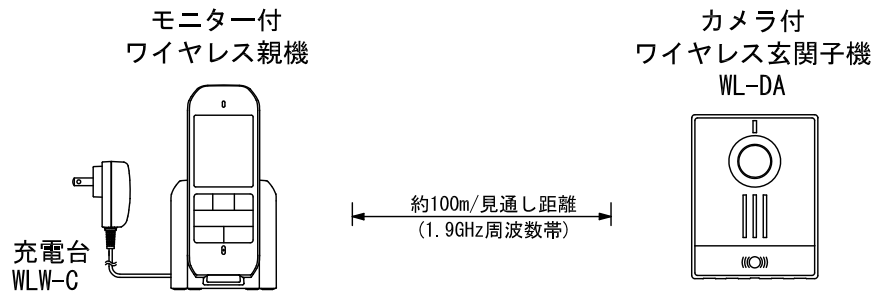 モニター付
ワイヤレス親機
カメラ付
ワイヤレス玄関子機
WL-DA
約100m/見通し距離
(1.9GHz周波数帯)
充電台
WLW-C